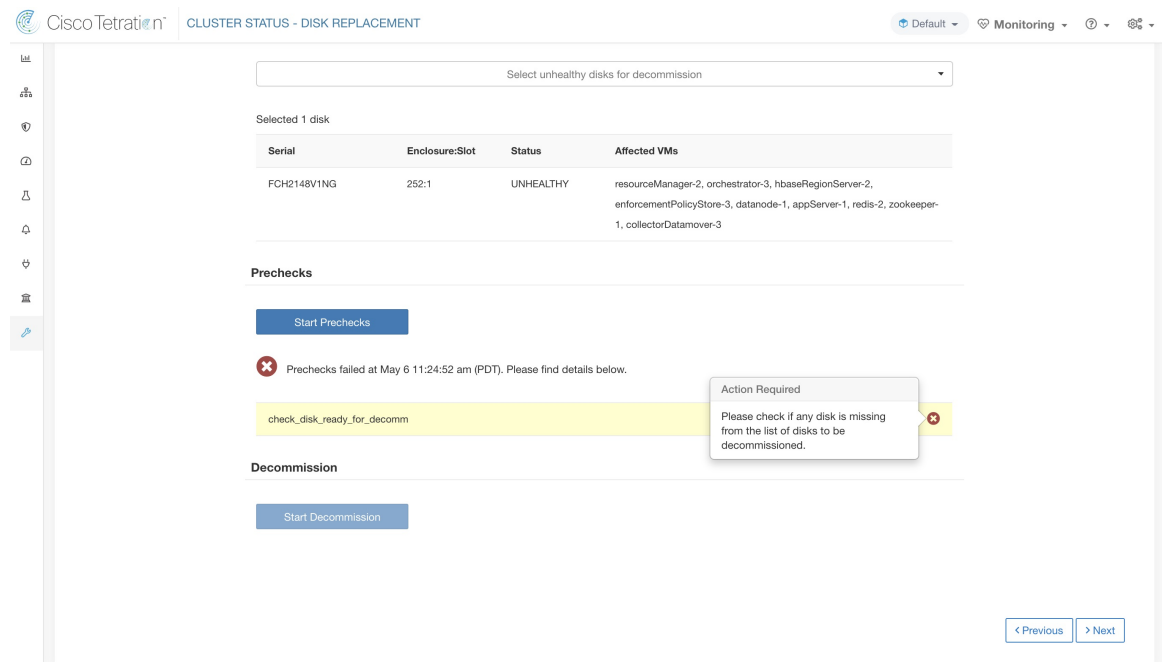 Cisco Tetration™
CLUSTER STATUS - DISK REPLACEMENT
Default
Monitoring
Select unhealthy disks for decommission
Selected 1 disk
Serial Enclosure:Slot Status Affected VMs
FCH2148V1NG 252:1 UNHEALTHY resourceManager-2, orchestrator-3, hbaseRegionServer-2,
enforcementPolicyStore-3, datanode-1, appServer-1, redis-2, zookeeper-
1, collectorDatamover-3
Prechecks
Start Prechecks
Prechecks failed at May 6 11:24:52 am (PDT). Please find details below.
Action Required
check_disk_ready_for_decomm
Please check if any disk is missing
from the list of disks to be
decommissioned.
Decommission
Start Decommission
< Previous
> Next